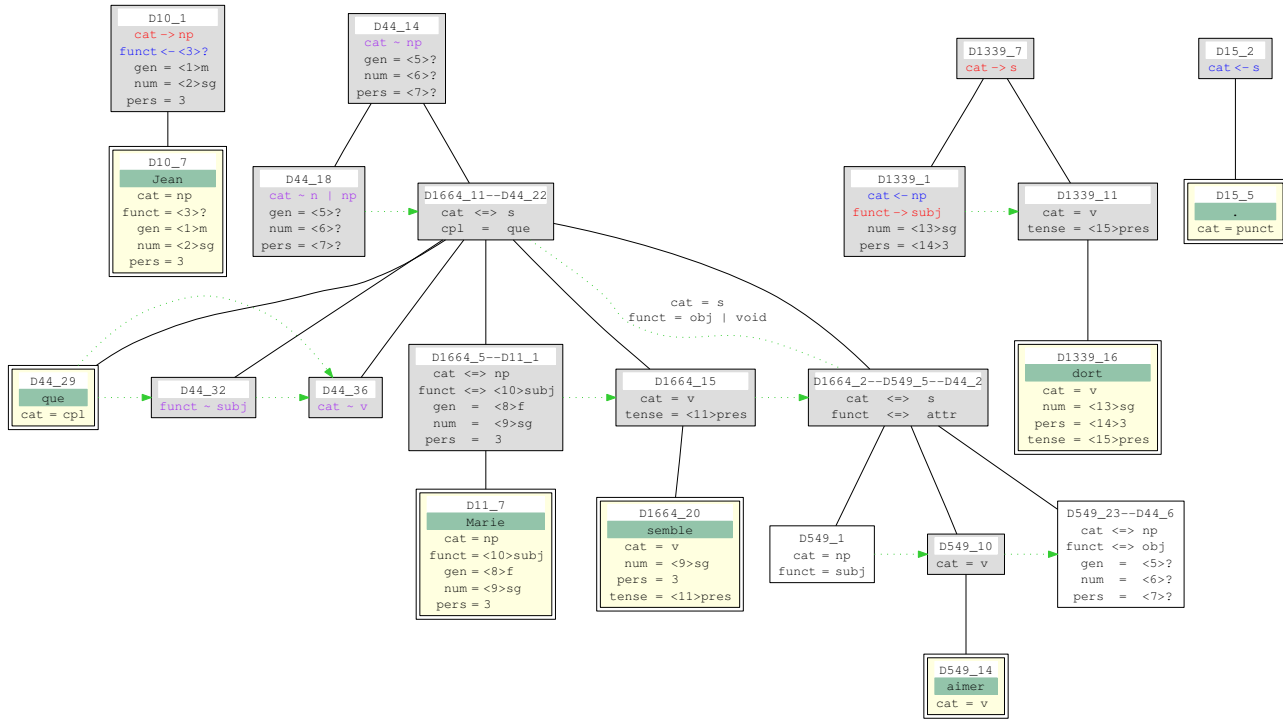 D10_1
cat -> np
funct <- <3>?
gen = <1>m
num = <2>sg
pers = 3
D44_14
cat ~ np
gen = <5>?
num = <6>?
pers = <7>?
D1339_7
cat -> s
D15_2
cat <- s
D10_7
Jean
cat = np
funct = <3>?
gen = <1>m
num = <2>sg
pers = 3
D44_18
cat ~ n | np
gen = <5>?
num = <6>?
pers = <7>?
D1664_11--D44_22
cat <=> s
cpl = que
D1339_1
cat <- np
funct -> subj
num = <13>sg
pers = <14>3
D1339_11
cat = v
tense = <15>pres
D15_5
.
cat = punct
cat = s
funct = obj | void
D44_29
que
cat = cpl
D44_32
funct ~ subj
D44_36
cat ~ v
D1664_5--D11_1
cat <=> np
funct <=> <10>subj
gen = <8>f
num = <9>sg
pers = 3
D1664_15
cat = v
tense = <11>pres
D1664_2--D549_5--D44_2
cat <=> s
funct <=> attr
D1339_16
dort
cat = v
num = <13>sg
pers = <14>3
tense = <15>pres
D11_7
Marie
cat = np
funct = <10>subj
gen = <8>f
num = <9>sg
pers = 3
D1664_20
semble
cat = v
num = <9>sg
pers = 3
tense = <11>pres
D549_1
cat = np
funct = subj
D549_10
cat = v
D549_23--D44_6
cat <=> np
funct <=> obj
gen = <5>?
num = <6>?
pers = <7>?
D549_14
aimer
cat = v